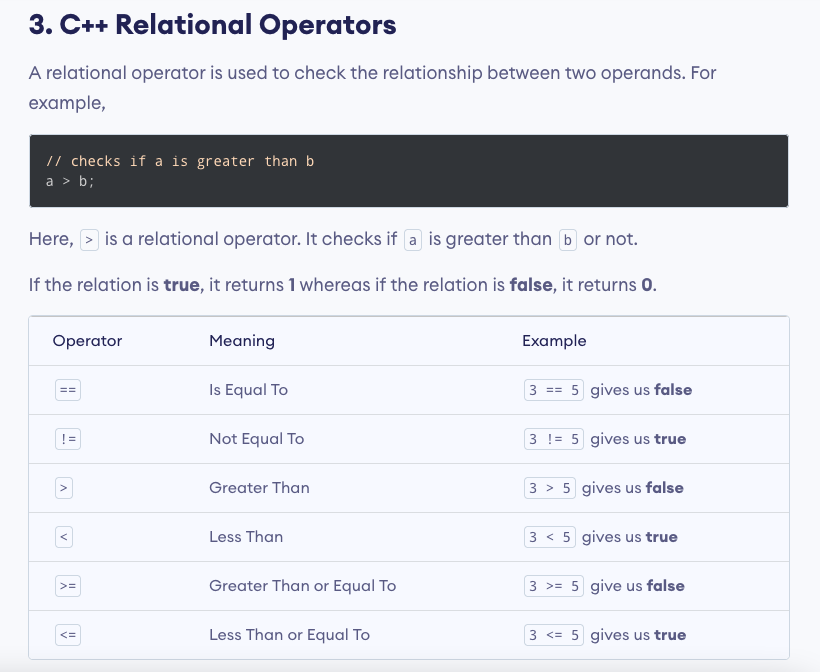 3. C++ Relational Operators
A relational operator is used to check the relationship between two operands. For
example,
// checks if a is greater than b
a > b;
Here, > is a relational operator. It checks if a is greater than b or not.
If the relation is true, it returns 1 whereas if the relation is false, it returns 0.
Operator Meaning Example
== Is Equal To 3 == 5 gives us false
!= Not Equal To 3 != 5 gives us true
> Greater Than 3 > 5 gives us false
< Less Than 3 < 5 gives us true
>= Greater Than or Equal To 3 >= 5 give us false
<= Less Than or Equal To 3 <= 5 gives us true